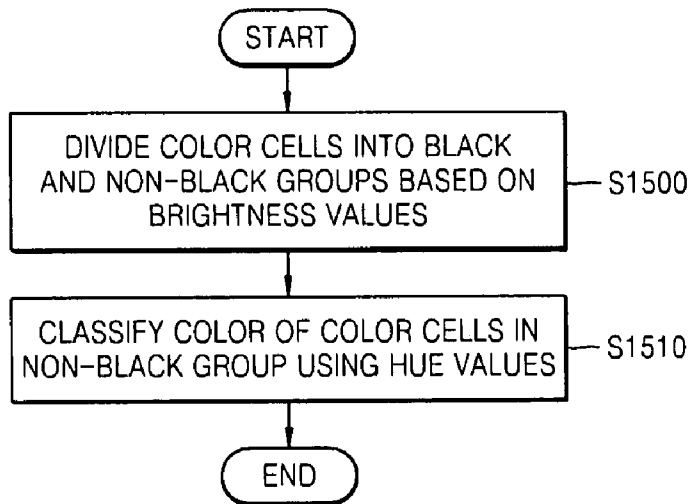 START
DIVIDE COLOR CELLS INTO BLACK
AND NON-BLACK GROUPS BASED ON
BRIGHTNESS VALUES
S1500
CLASSIFY COLOR OF COLOR CELLS IN
NON-BLACK GROUP USING HUE VALUES
S1510
END